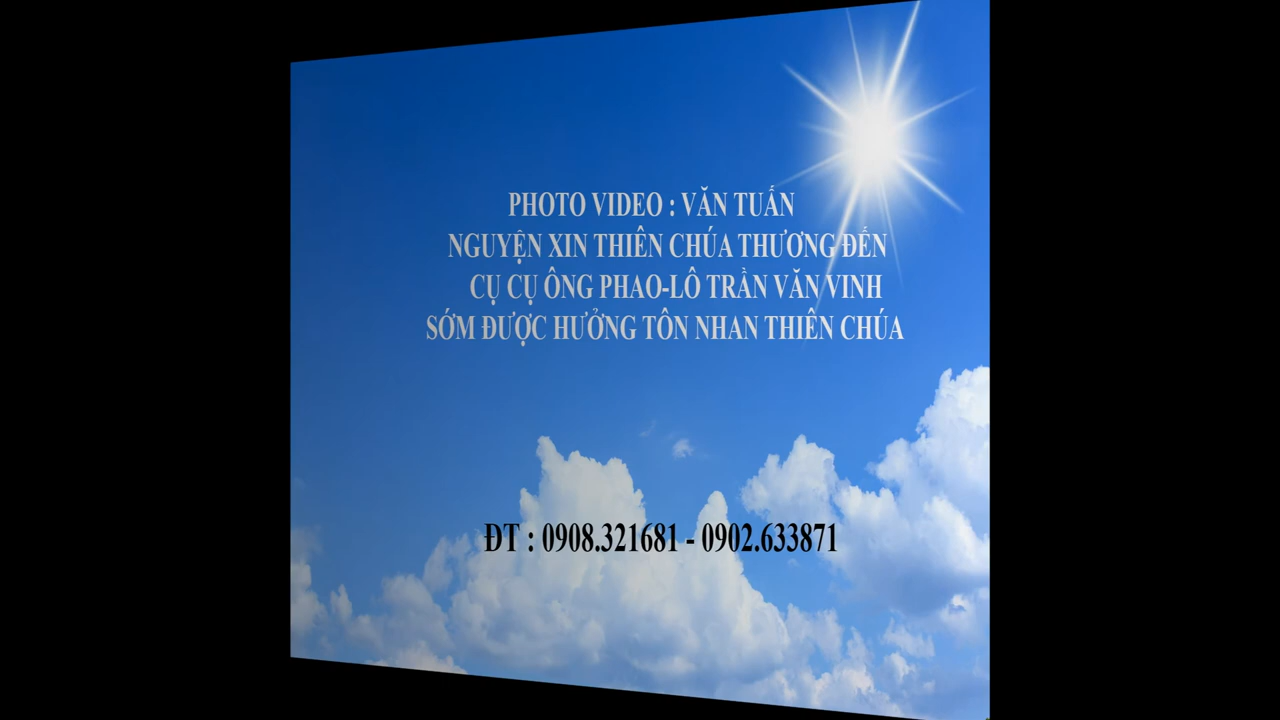 PHOTO VIDEO : VĂN TUẤN
NGUYỆN XIN THIÊN CHÚA THƯƠNG ĐẾN
CỤ CỤ ÔNG PHAO-LÔ TRẦN VĂN VINH
SỚM ĐƯỢC HƯỞNG TÔN NHAN THIÊN CHÚA
ĐT : 0908.321681 - 0902.633871